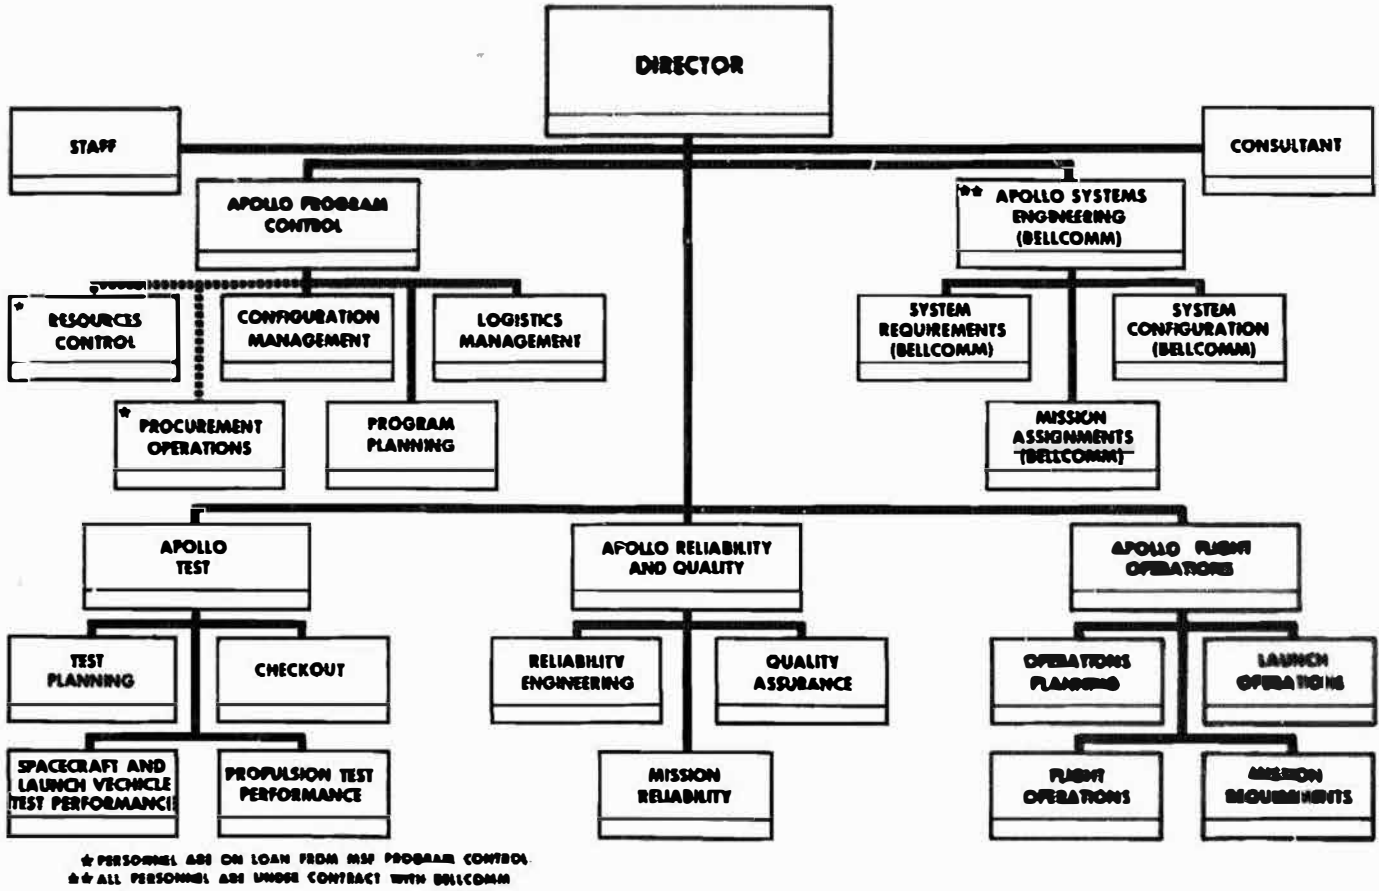 DIRECTOR
STAFF
CONSULTANT
APOLLO PROGRAM
CONTROL
★★ APOLLO SYSTEMS
ENGINEERING
(BELLCOMM)
★ RESOURCES
CONTROL
CONFIGURATION
MANAGEMENT
LOGISTICS
MANAGEMENT
SYSTEM
REQUIREMENTS
(BELLCOMM)
SYSTEM
CONFIGURATION
(BELLCOMM)
★ PROCUREMENT
OPERATIONS
PROGRAM
PLANNING
MISSION
ASSIGNMENTS
(BELLCOMM)
APOLLO
TEST
APOLLO RELIABILITY
AND QUALITY
APOLLO FLIGHT
OPERATIONS
TEST
PLANNING
CHECKOUT
RELIABILITY
ENGINEERING
QUALITY
ASSURANCE
OPERATIONS
PLANNING
LAUNCH
OPERATIONS
SPACECRAFT AND
LAUNCH VECHICLE
TEST PERFORMANCE
PROPULSION TEST
PERFORMANCE
MISSION
RELIABILITY
FLIGHT
OPERATIONS
MISSION
REQUIREMENTS
★ PERSONNEL ARE ON LOAN FROM MSF PROGRAM CONTROL
★★ ALL PERSONNEL ARE UNDER CONTRACT WITH BELLCOMM